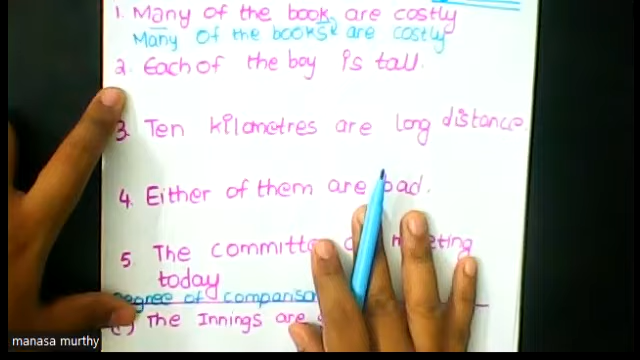 1. Many of the book are costly
Many of the books are costly
2. Each of the boy is tall.
3. Ten kilometres are long distance.
4. Either of them are bad.
5. The
today
Degree of
(1) The Innings are
manasa murthy